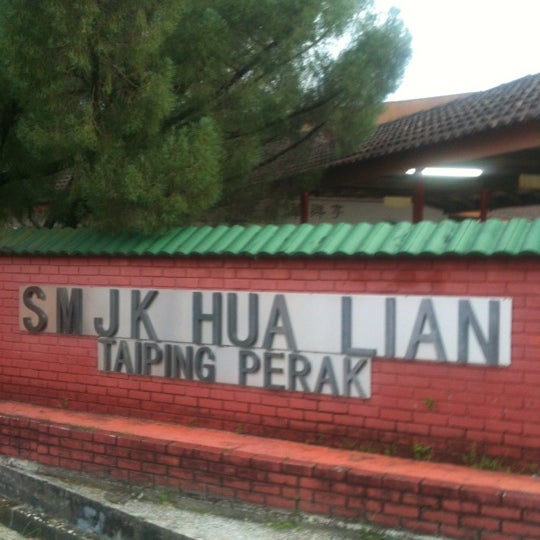 SMJK HUA LIAN
TAIPING PERAK